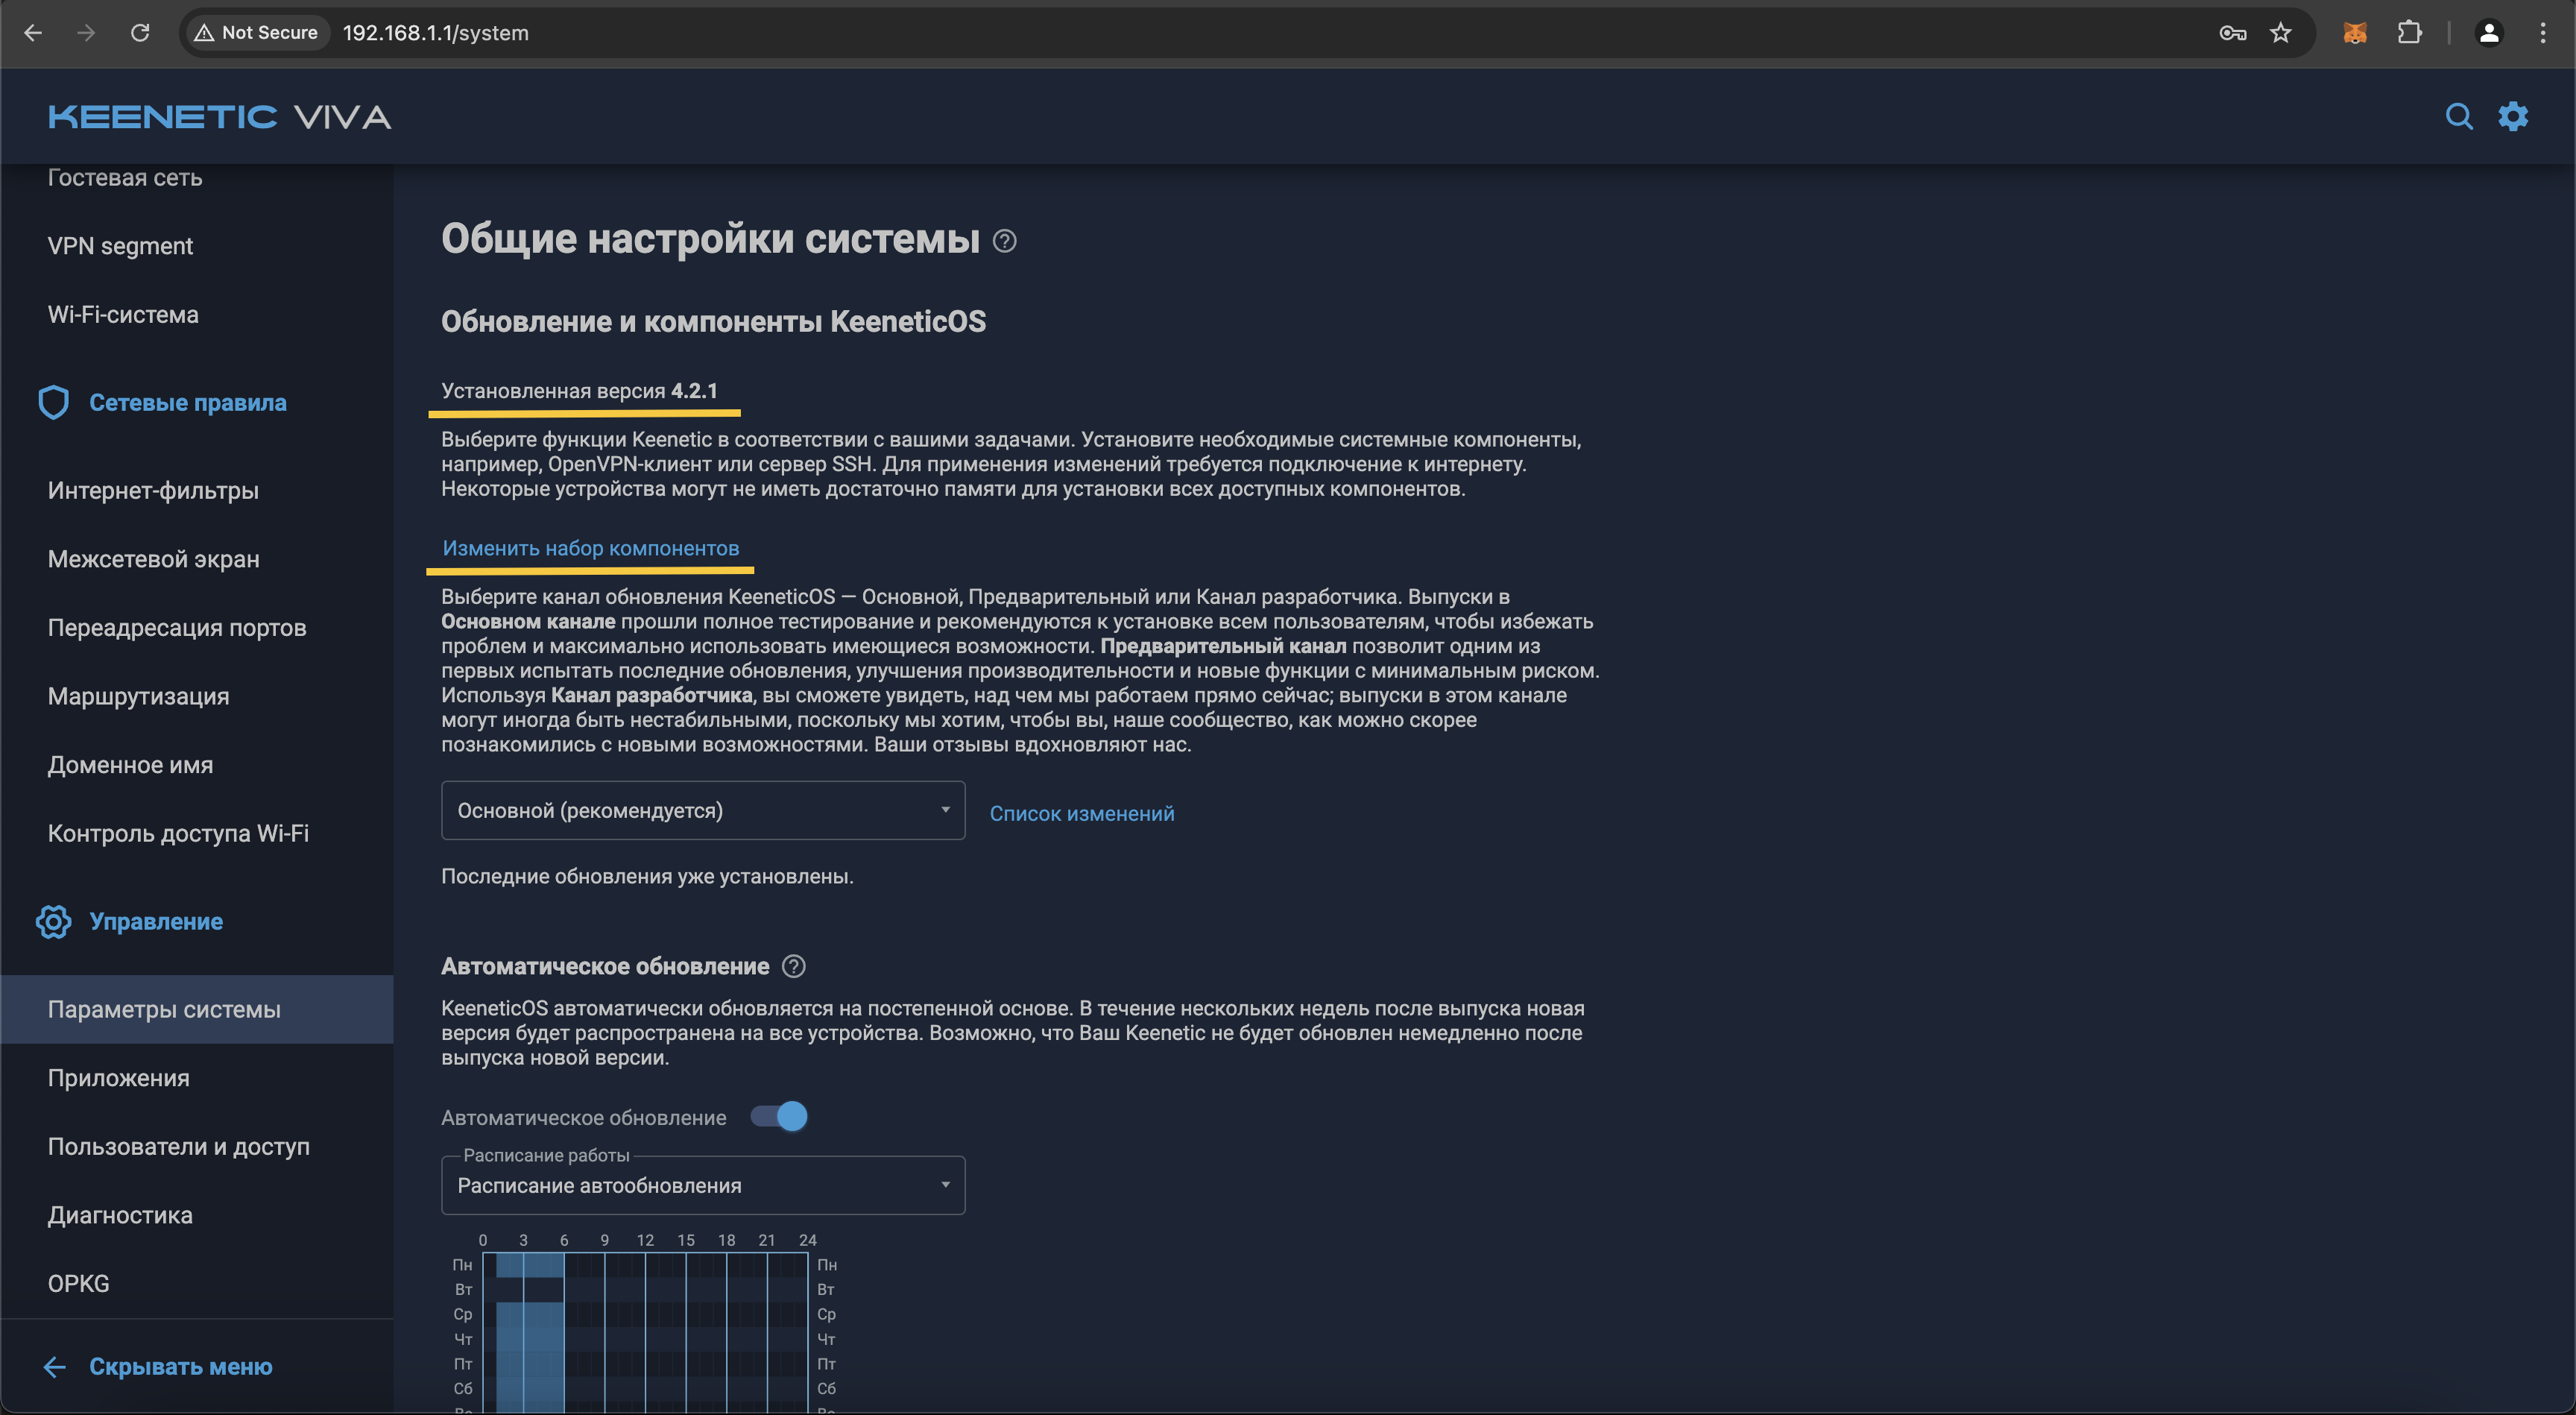 Not Secure 192.168.1.1/system
KEENETIC VIVA
Гостевая сеть
VPN segment
Wi-Fi-система
Сетевые правила
Интернет-фильтры
Межсетевой экран
Переадресация портов
Маршрутизация
Доменное имя
Контроль доступа Wi-Fi
Управление
Параметры системы
Приложения
Пользователи и доступ
Диагностика
OPKG
Скрывать меню
Общие настройки системы
Обновление и компоненты KeeneticOS
Установленная версия 4.2.1
Выберите функции Keenetic в соответствии с вашими задачами. Установите необходимые системные компоненты,
например, OpenVPN-клиент или сервер SSH. Для применения изменений требуется подключение к интернету.
Некоторые устройства могут не иметь достаточно памяти для установки всех доступных компонентов.
Изменить набор компонентов
Выберите канал обновления KeeneticOS — Основной, Предварительный или Канал разработчика. Выпуски в
Основном канале прошли полное тестирование и рекомендуются к установке всем пользователям, чтобы избежать
проблем и максимально использовать имеющиеся возможности. Предварительный канал позволит одним из
первых испытать последние обновления, улучшения производительности и новые функции с минимальным риском.
Используя Канал разработчика, вы сможете увидеть, над чем мы работаем прямо сейчас; выпуски в этом канале
могут иногда быть нестабильными, поскольку мы хотим, чтобы вы, наше сообщество, как можно скорее
познакомились с новыми возможностями. Ваши отзывы вдохновляют нас.
Основной (рекомендуется) Список изменений
Последние обновления уже установлены.
Автоматическое обновление
KeeneticOS автоматически обновляется на постепенной основе. В течение нескольких недель после выпуска новая
версия будет распространена на все устройства. Возможно, что Ваш Keenetic не будет обновлен немедленно после
выпуска новой версии.
Автоматическое обновление
Расписание работы
Расписание автообновления
0 3 6 9 12 15 18 21 24
Пн Пн
Вт Вт
Ср Ср
Чт Чт
Пт Пт
Сб Сб